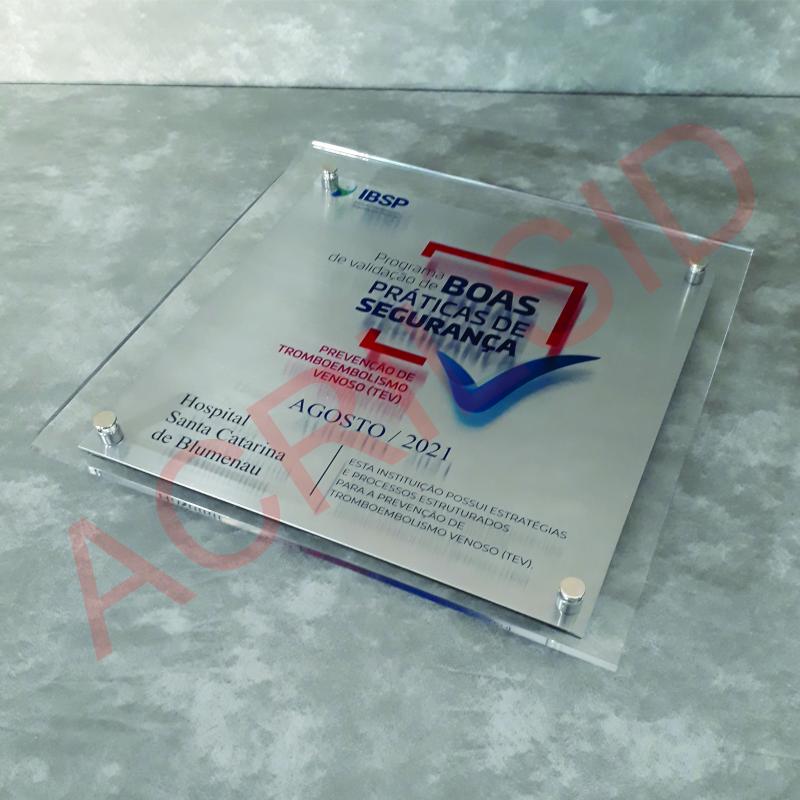 IBSP
Programa
de validação de
BOAS
PRÁTICAS DE
SEGURANÇA
PREVENÇÃO DE
TROMBOEMBOLISMO
VENOSO (TEV)
AGOSTO / 2021
Hospital
Santa Catarina
de Blumenau
ESTA INSTITUIÇÃO POSSUI ESTRATÉGIAS
E PROCESSOS ESTRUTURADOS
PARA A PREVENÇÃO DE
TROMBOEMBOLISMO VENOSO (TEV).